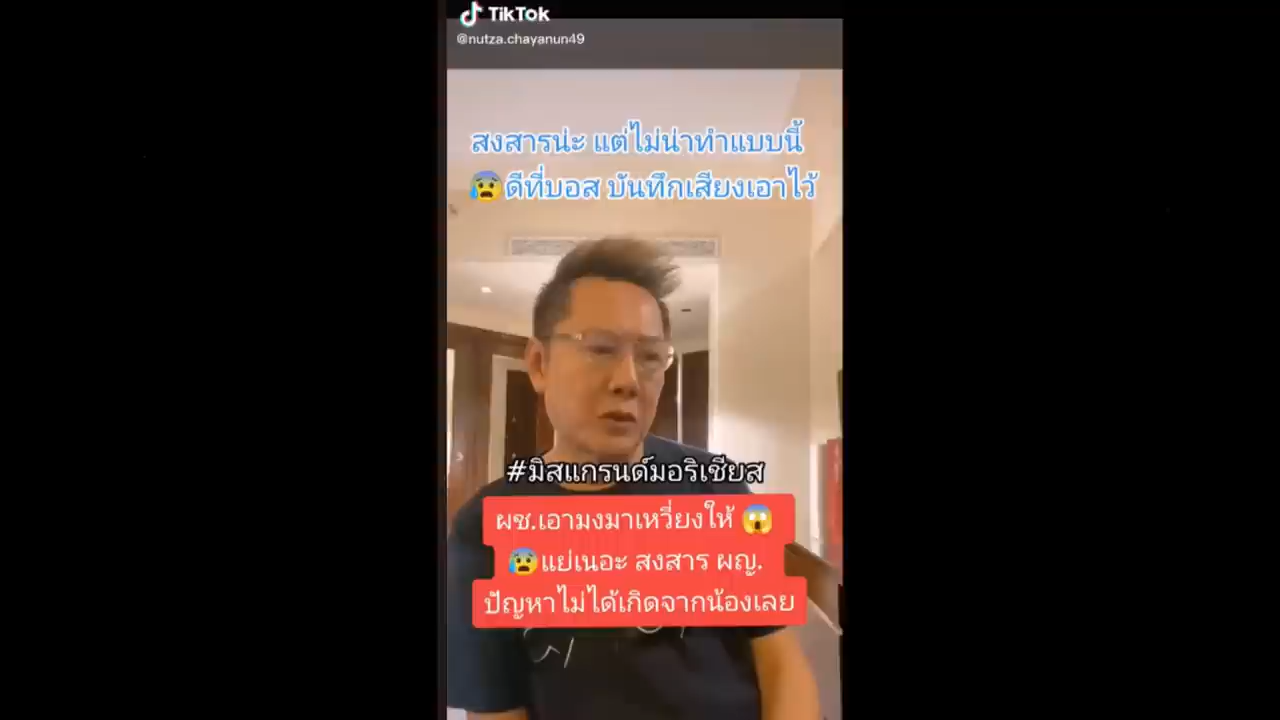 TikTok
@nutza.chayanun49
สงสารน่ะ แต่ไม่น่าทำแบบนี้
😰ดีที่บอส บันทึกเสียงเอาไว้
#มิสแกรนด์มอริเชียส
ผช.เอามงมาเหวี่ยงให้ 😱
😰แย่เนอะ สงสาร ผญ.
ปัญหาไม่ได้เกิดจากน้องเลย